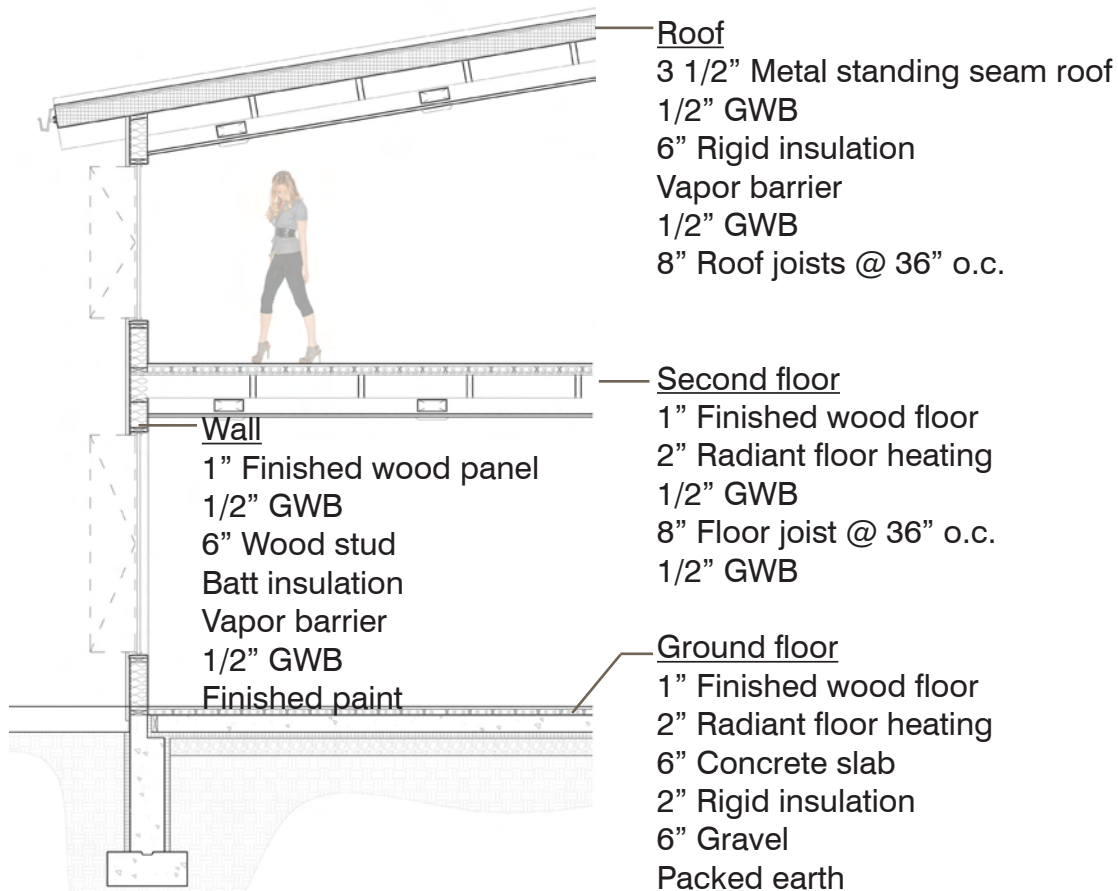 Roof
3 1/2” Metal standing seam roof
1/2” GWB
6” Rigid insulation
Vapor barrier
1/2” GWB
8” Roof joists @ 36” o.c.
Second floor
1” Finished wood floor
2” Radiant floor heating
1/2” GWB
8” Floor joist @ 36” o.c.
1/2” GWB
Wall
1” Finished wood panel
1/2” GWB
6” Wood stud
Batt insulation
Vapor barrier
1/2” GWB
Finished paint
Ground floor
1” Finished wood floor
2” Radiant floor heating
6” Concrete slab
2” Rigid insulation
6” Gravel
Packed earth